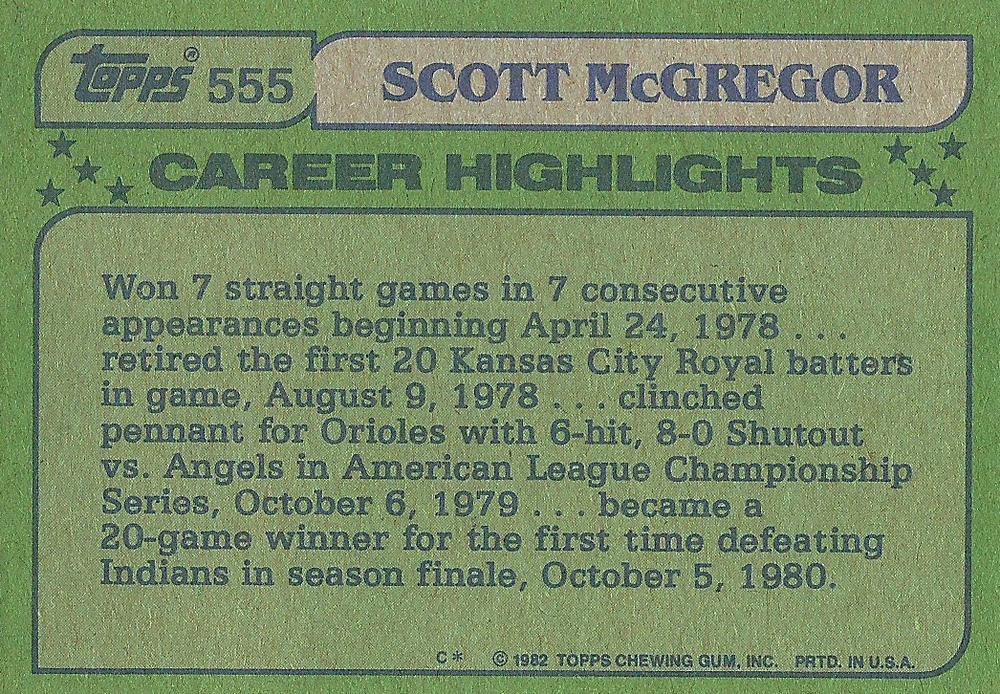 Topps® 555 SCOTT McGREGOR
CAREER HIGHLIGHTS
Won 7 straight games in 7 consecutive
appearances beginning April 24, 1978 . . .
retired the first 20 Kansas City Royal batters
in game, August 9, 1978 . . . clinched
pennant for Orioles with 6-hit, 8-0 Shutout
vs. Angels in American League Championship
Series, October 6, 1979 . . . became a
20-game winner for the first time defeating
Indians in season finale, October 5, 1980.
C* © 1982 TOPPS CHEWING GUM, INC. PRTD. IN U.S.A.